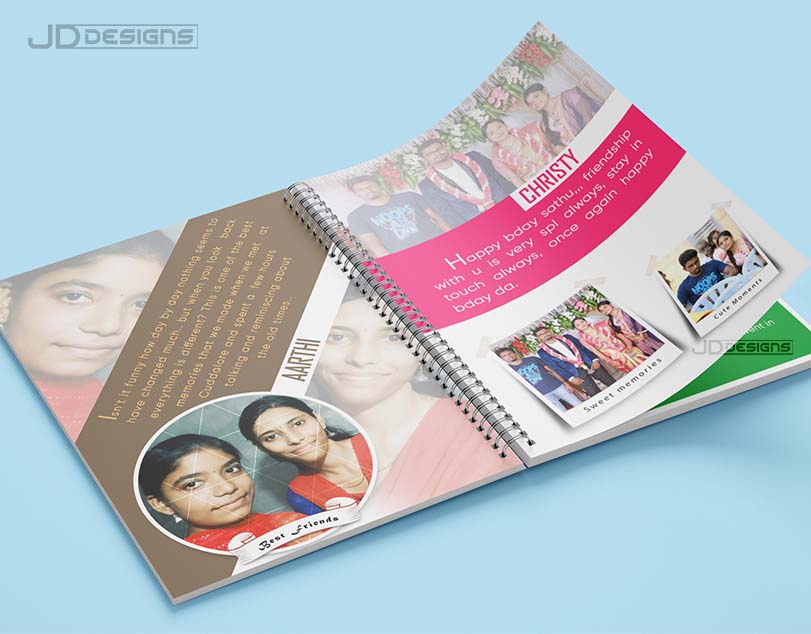 JD DESIGNS
Isn't it funny how day by day nothing seems to
have changed much... but when you look back
everything is different? This is one of the best
memories that we made when we met at
Cuddalore and spent a few hours
talking and reminiscing about
the old times...
AARTHI
Best Friends
CHRISTY
Happy bday sathu,,, friendship
with u is very spl always, stay in
touch always, once again happy
bday da.
Sweet memories
Cute Moments
JD DESIGNS